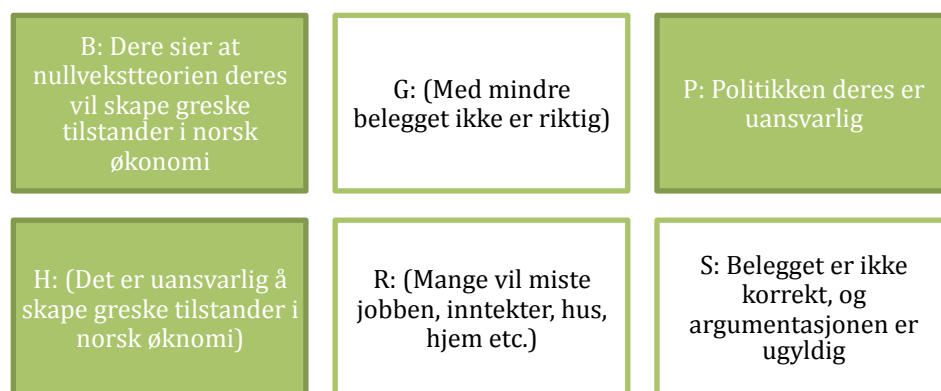 B: Dere sier at
nullvekstteorien deres
vil skape greske
tilstander i norsk
økonomi
G: (Med mindre
belegget ikke er riktig)
P: Politikken deres er
uansvarlig
H: (Det er uansvarlig å
skape greske tilstander i
norsk øknomi)
R: (Mange vil miste
jobben, inntekter, hus,
hjem etc.)
S: Belegget er ikke
korrekt, og
argumentasjonen er
ugyldig